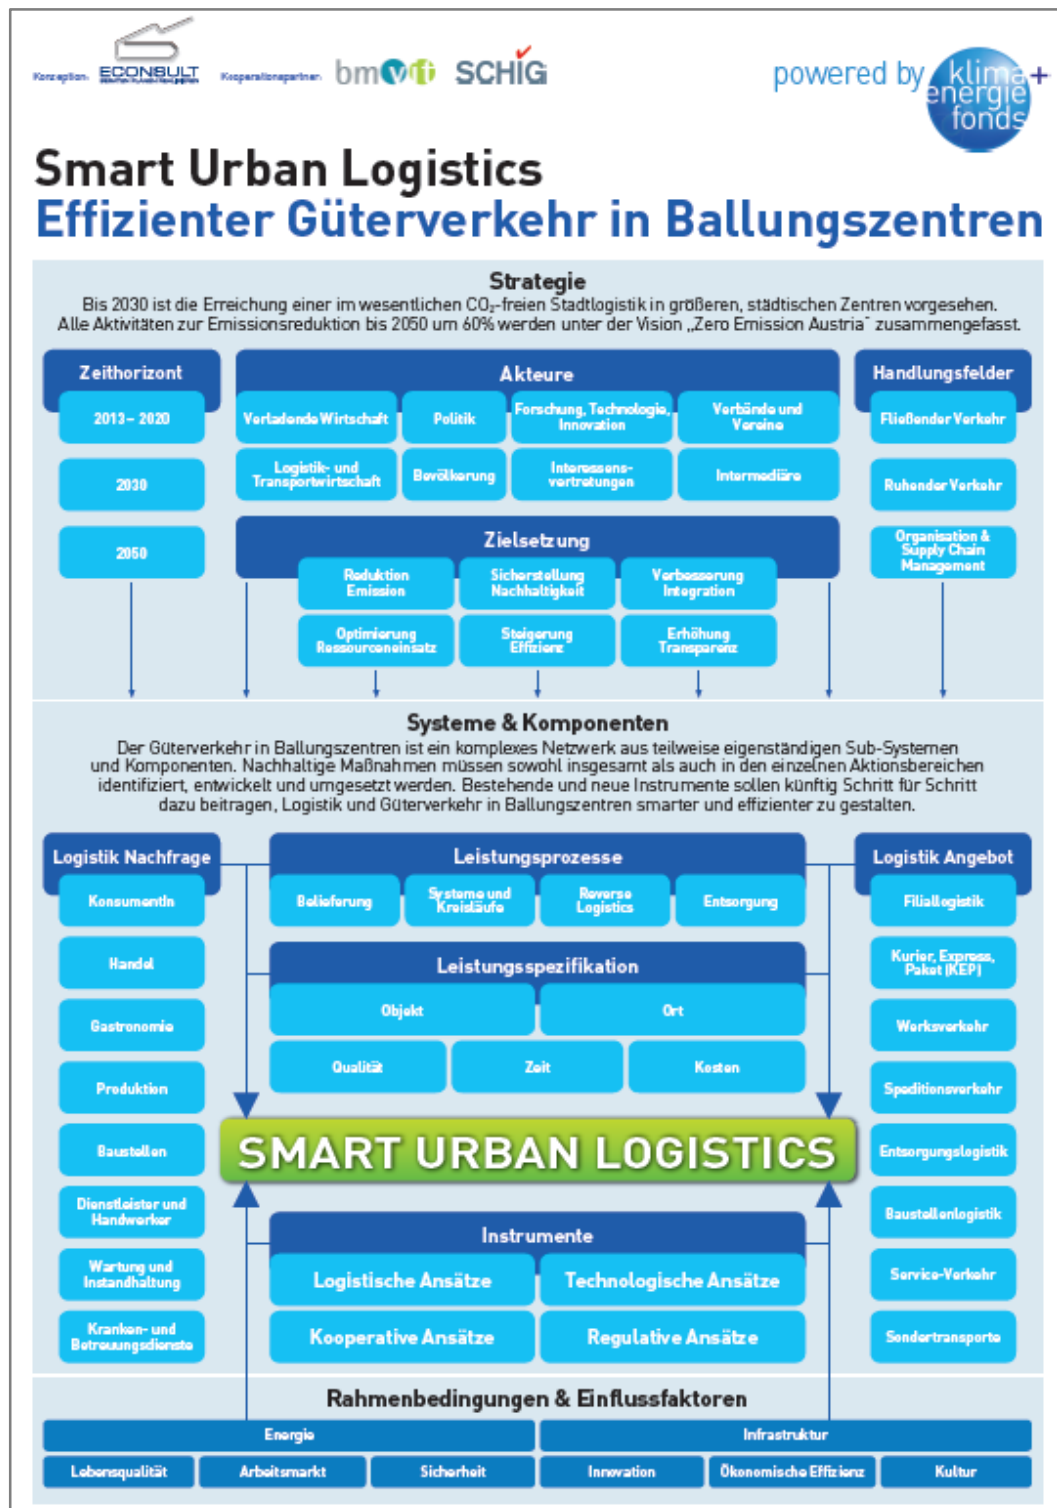 Konzeption:
ECONSULT
Kooperationspartner:
bmvit
SCHIG
powered by
klima+
energie
fonds
Smart Urban Logistics
Effizienter Güterverkehr in Ballungszentren
Strategie
Bis 2030 ist die Erreichung einer im wesentlichen CO₂-freien Stadtlogistik in größeren, städtischen Zentren vorgesehen.
Alle Aktivitäten zur Emissionsreduktion bis 2050 um 60% werden unter der Vision „Zero Emission Austria“ zusammengefasst.
Zeithorizont
2013 – 2020
2030
2050
Akteure
Verladende Wirtschaft
Politik
Forschung, Technologie,
Innovation
Verbände und
Vereine
Logistik- und
Transportwirtschaft
Bevölkerung
Interessens-
vertretungen
Intermediäre
Zielsetzung
Reduktion
Emission
Sicherstellung
Nachhaltigkeit
Verbesserung
Integration
Optimierung
Ressourceneinsatz
Steigerung
Effizienz
Erhöhung
Transparenz
Handlungsfelder
Fließender Verkehr
Ruhender Verkehr
Organisation &
Supply Chain
Management
Systeme & Komponenten
Der Güterverkehr in Ballungszentren ist ein komplexes Netzwerk aus teilweise eigenständigen Sub-Systemen
und Komponenten. Nachhaltige Maßnahmen müssen sowohl insgesamt als auch in den einzelnen Aktionsbereichen
identifiziert, entwickelt und umgesetzt werden. Bestehende und neue Instrumente sollen künftig Schritt für Schritt
dazu beitragen, Logistik und Güterverkehr in Ballungszentren smarter und effizienter zu gestalten.
Logistik Nachfrage
KonsumentIn
Handel
Gastronomie
Produktion
Baustellen
Dienstleister und
Handwerker
Wartung und
Instandhaltung
Kranken- und
Betreuungsdienste
Leistungsprozesse
Belieferung
Systeme und
Kreisläufe
Reverse
Logistics
Entsorgung
Leistungsspezifikation
Objekt
Ort
Qualität
Zeit
Kosten
SMART URBAN LOGISTICS
Instrumente
Logistische Ansätze
Technologische Ansätze
Kooperative Ansätze
Regulative Ansätze
Logistik Angebot
Filiallogistik
Kurier, Express,
Paket (KEP)
Werksverkehr
Speditionsverkehr
Entsorgungslogistik
Baustellenlogistik
Service-Verkehr
Sondertransporte
Rahmenbedingungen & Einflussfaktoren
Energie
Infrastruktur
Lebensqualität
Arbeitsmarkt
Sicherheit
Innovation
Ökonomische Effizienz
Kultur